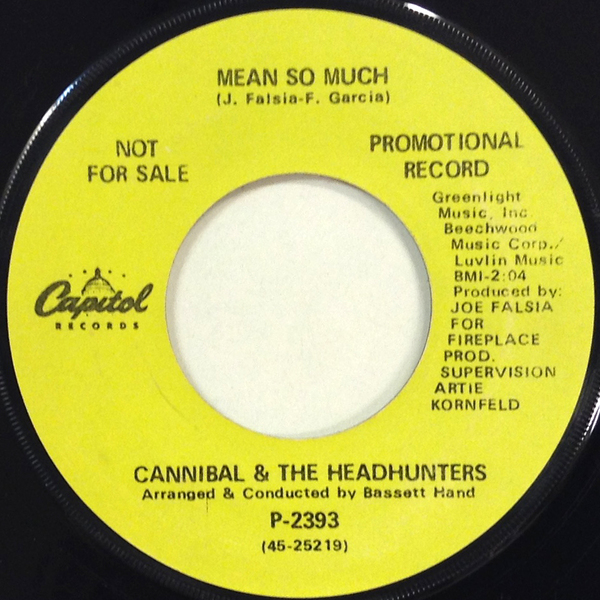 MEAN SO MUCH
(J. Falsia-F. Garcia)
NOT
FOR SALE
PROMOTIONAL
RECORD
Greenlight
Music, Inc.
Beechwood
Music Corp./
Luvlin Music
BMI-2:04
Produced by:
JOE FALSIA
FOR
FIREPLACE
PROD.
SUPERVISION
ARTIE
KORNFELD
Capitol
RECORDS
CANNIBAL & THE HEADHUNTERS
Arranged & Conducted by Bassett Hand
P-2393
(45-25219)